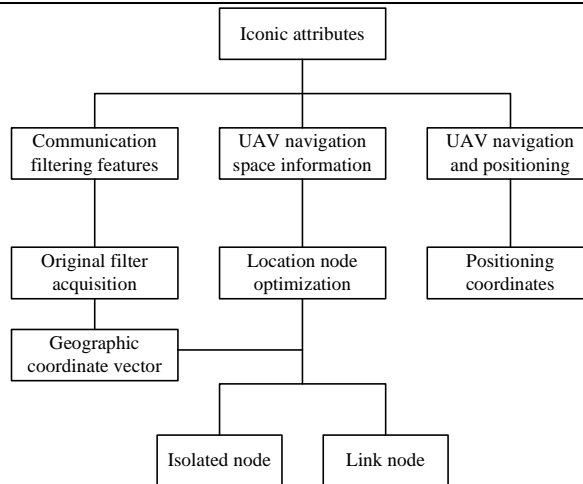 Iconic attributes
Communication
filtering features
UAV navigation
space information
UAV navigation
and positioning
Original filter
acquisition
Location node
optimization
Positioning
coordinates
Geographic
coordinate vector
Isolated node
Link node